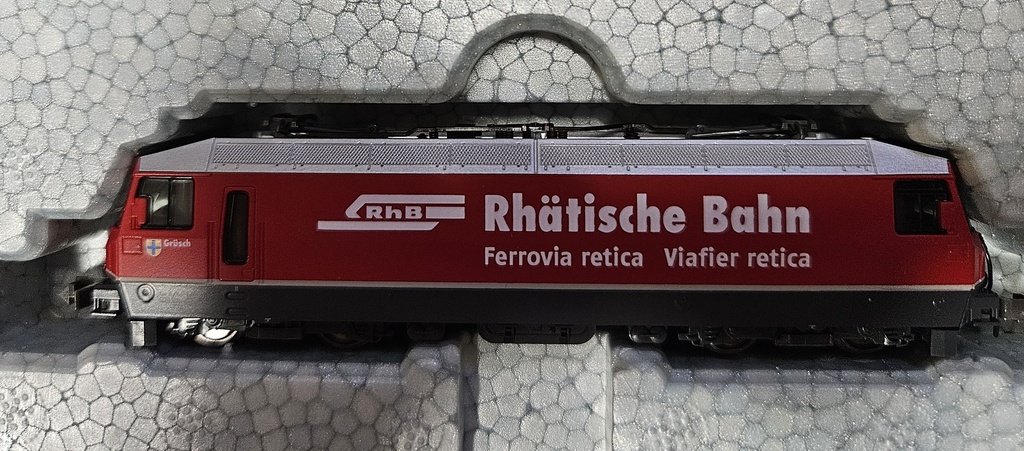 RhB
Rhätische Bahn
Ferrovia retica Viafier retica
Grüsch